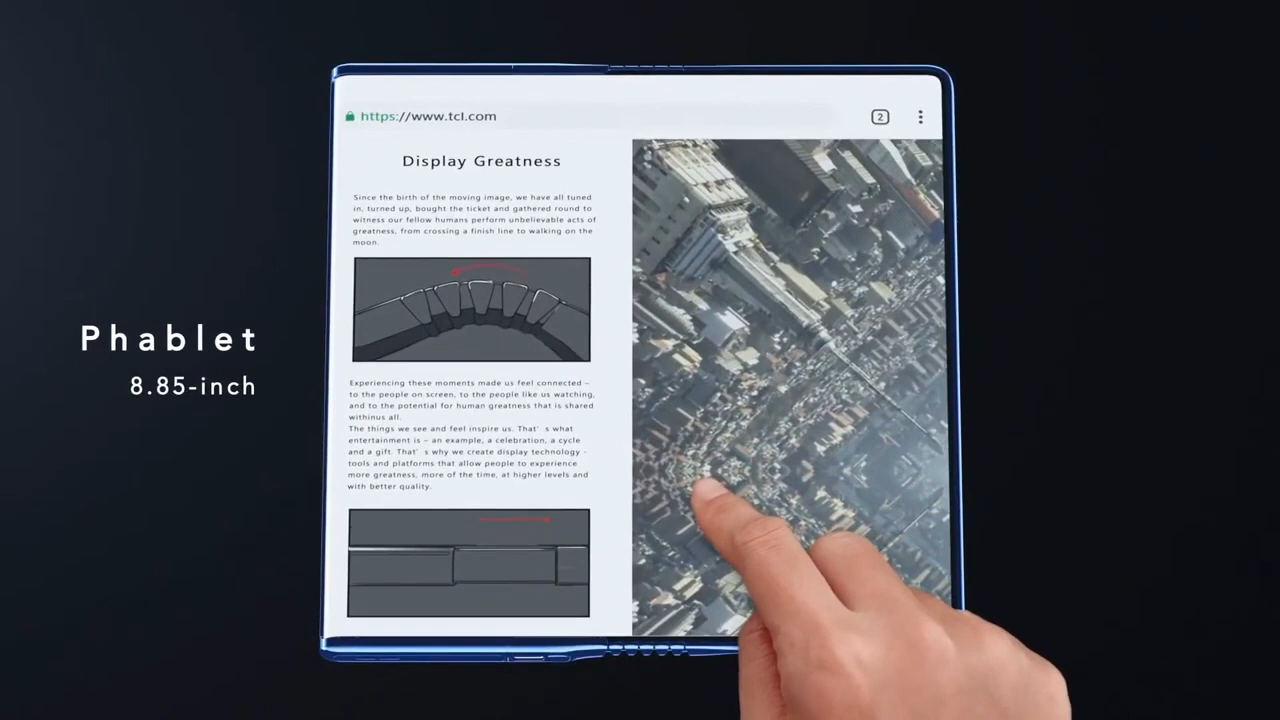 https://www.tcl.com
2
Display Greatness
Since the birth of the moving image, we have all tuned
in, turned up, bought the ticket and gathered round to
witness our fellow humans perform unbelievable acts of
greatness, from crossing a finish line to walking on the
moon.
Phablet
8.85-inch
Experiencing these moments made us feel connected –
to the people on screen, to the people like us watching,
and to the potential for human greatness that is shared
withinus all.
The things we see and feel inspire us. That' s what
entertainment is – an example, a celebration, a cycle
and a gift. That' s why we create display technology -
tools and platforms that allow people to experience
more greatness, more of the time, at higher levels and
with better quality.